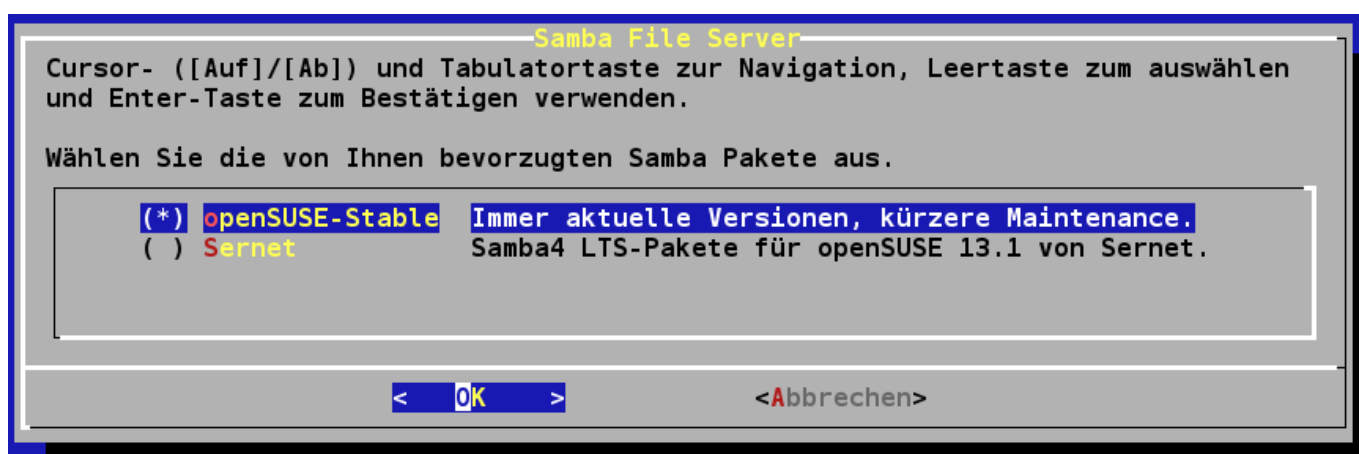 Samba File Server
Cursor- ([Auf]/[Ab]) und Tabulatortaste zur Navigation, Leertaste zum auswählen
und Enter-Taste zum Bestätigen verwenden.
Wählen Sie die von Ihnen bevorzugten Samba Pakete aus.
(*) openSUSE-Stable Immer aktuelle Versionen, kürzere Maintenance.
( ) Sernet Samba4 LTS-Pakete für openSUSE 13.1 von Sernet.
< OK > <Abbrechen>